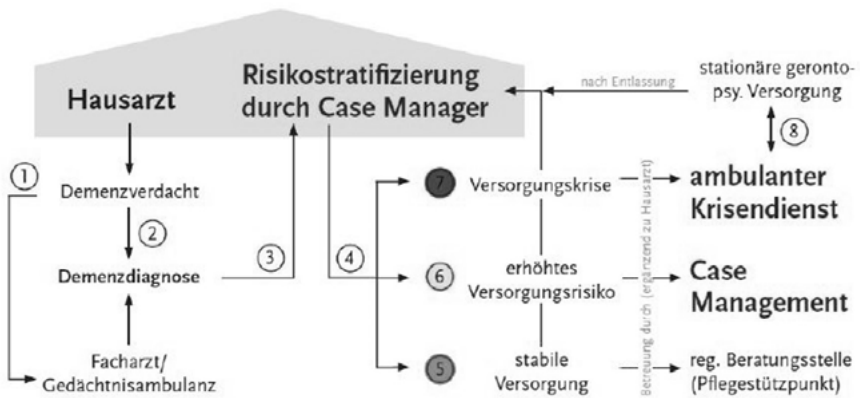 Hausarzt
Risikostratifizierung
durch Case Manager
nach Entlassung
stationäre geronto-
psy. Versorgung
8
1
Demenzverdacht
2
Demenzdiagnose
3
4
Facharzt/
Gedächtnisambulanz
7
Versorgungskrise
6
erhöhtes
Versorgungsrisiko
5
stabile
Versorgung
Betreuung durch (ergänzend zu Hausarzt)
ambulanter
Krisendienst
Case
Management
reg. Beratungsstelle
(Pflegestützpunkt)